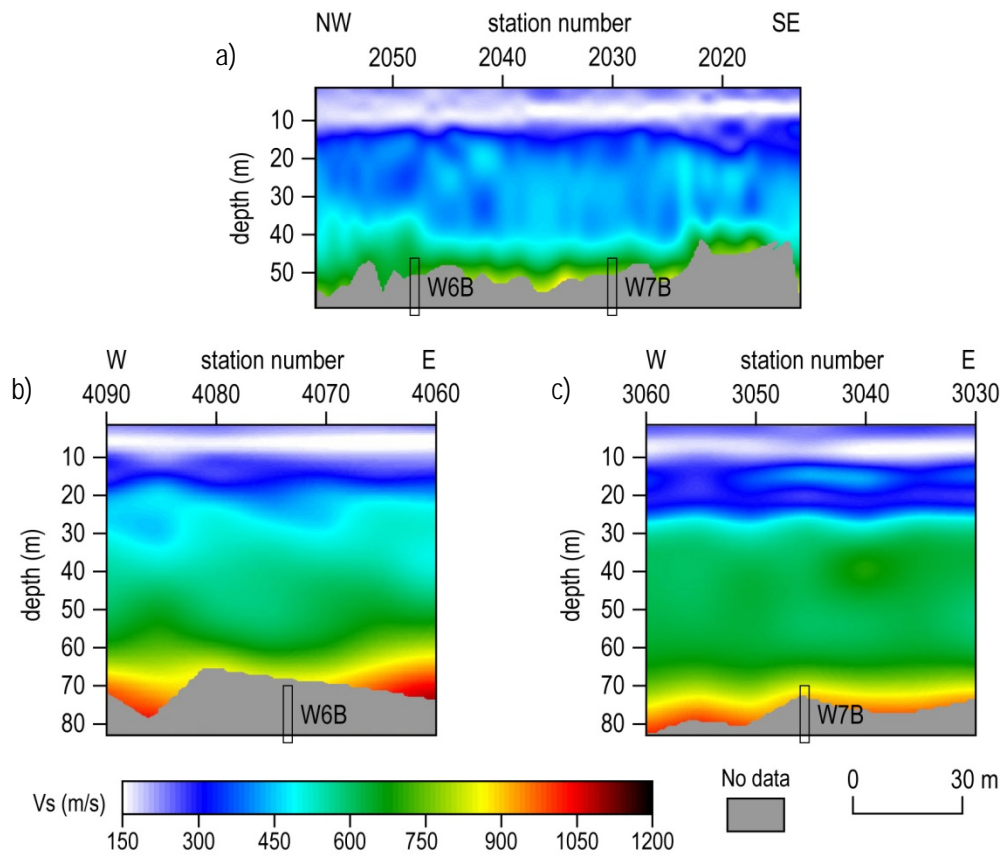 NW station number SE
a)
2050 2040 2030 2020
10
20
30
40
50
depth (m)
W6B W7B
W station number E
b)
4090 4080 4070 4060
10
20
30
40
50
60
70
80
depth (m)
W6B
W station number E
c)
3060 3050 3040 3030
10
20
30
40
50
60
70
80
depth (m)
W7B
Vs (m/s)
150 300 450 600 750 900 1050 1200
No data
0 30 m